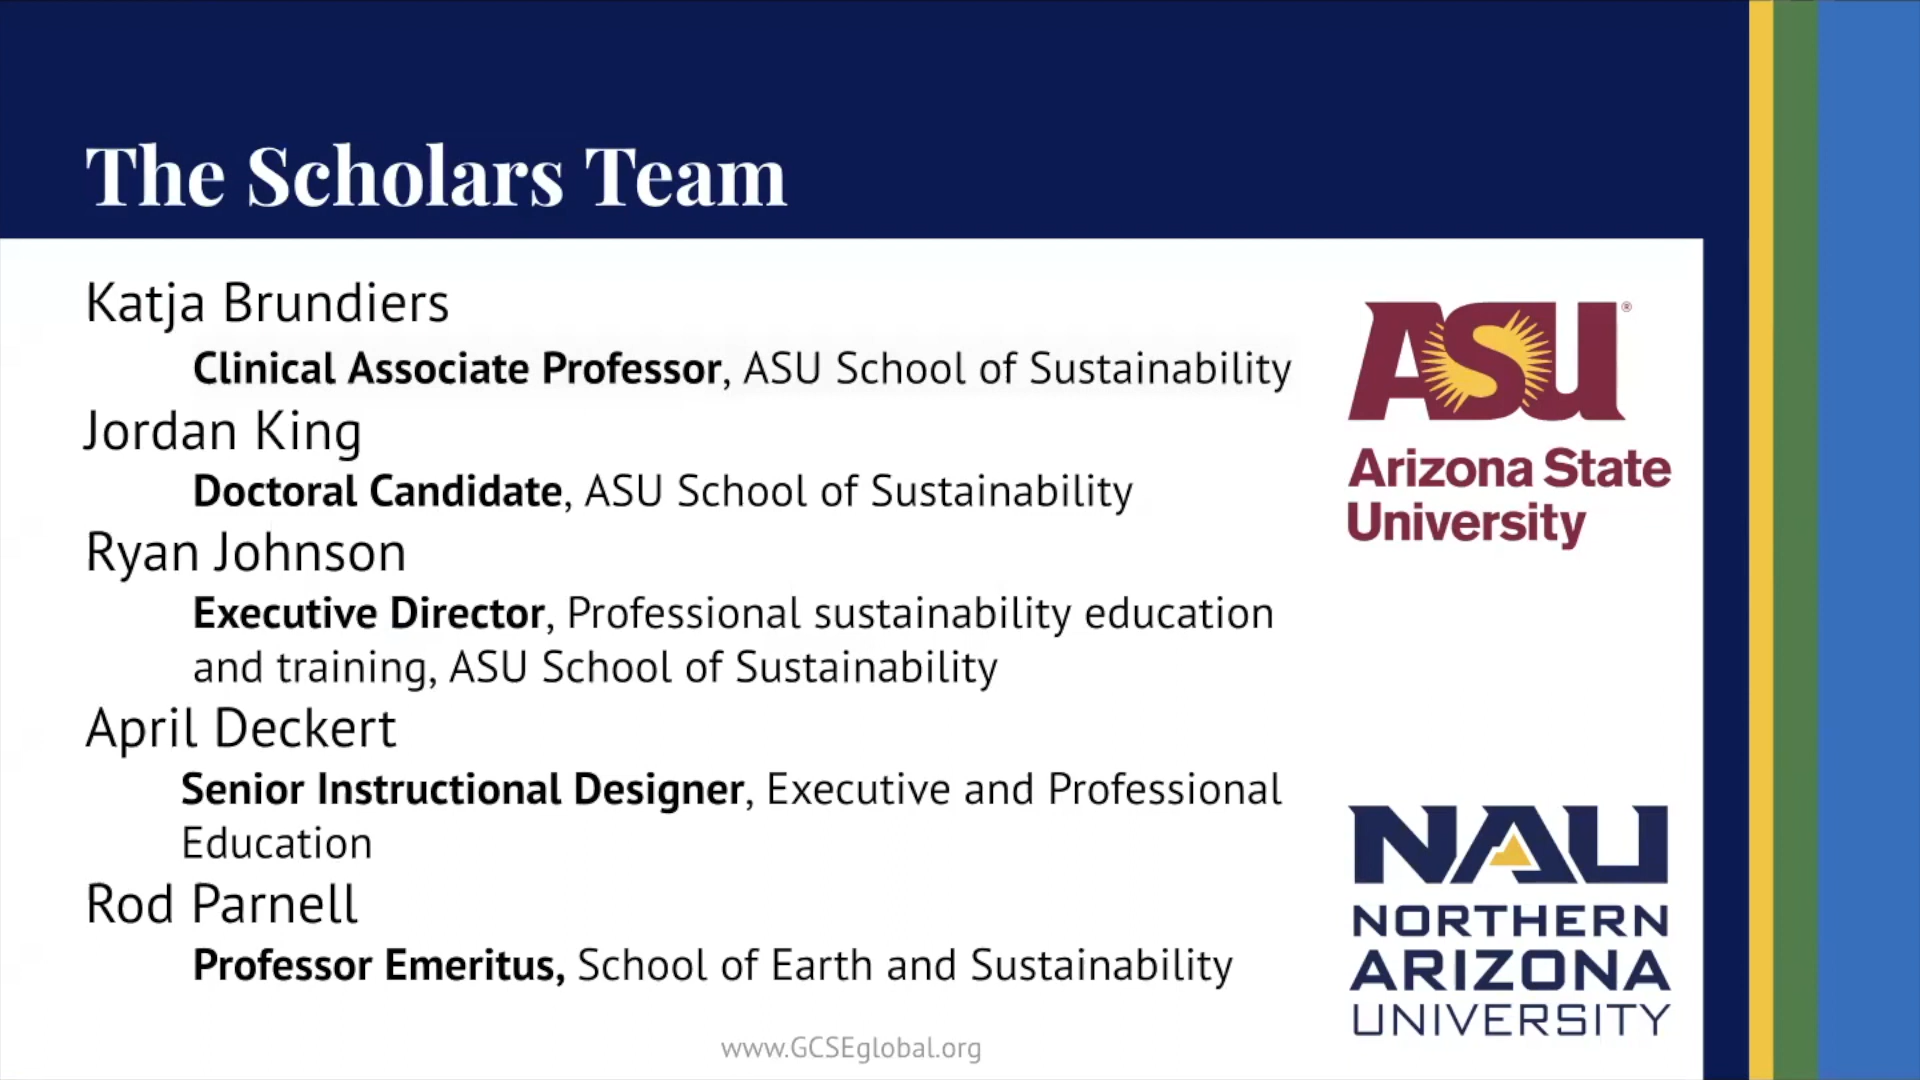 The Scholars Team
Katja Brundiers
Clinical Associate Professor, ASU School of Sustainability
Jordan King
Doctoral Candidate, ASU School of Sustainability
Ryan Johnson
Executive Director, Professional sustainability education
and training, ASU School of Sustainability
April Deckert
Senior Instructional Designer, Executive and Professional
Education
Rod Parnell
Professor Emeritus, School of Earth and Sustainability
ASU®
Arizona State
University
NAU
NORTHERN
ARIZONA
UNIVERSITY
www.GCSEglobal.org